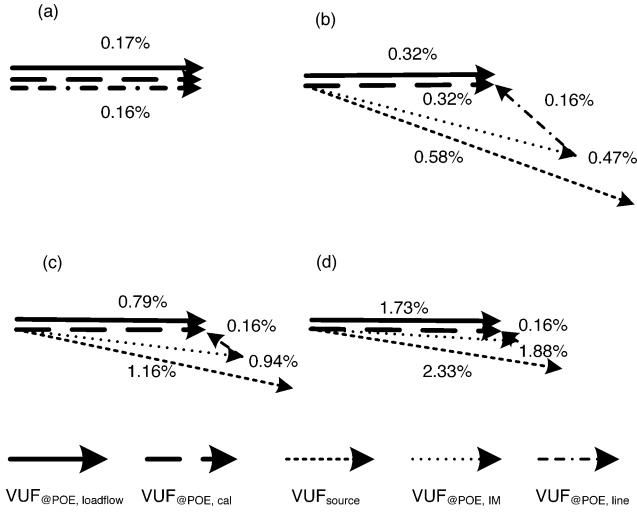 (a)
0.17%
0.16%
(b)
0.32%
0.32%
0.16%
0.58%
0.47%
(c)
0.79%
0.16%
0.94%
1.16%
(d)
1.73%
0.16%
1.88%
2.33%
VUF@POE, loadflow
VUF@POE, cal
VUFsource
VUF@POE, IM
VUF@POE, line